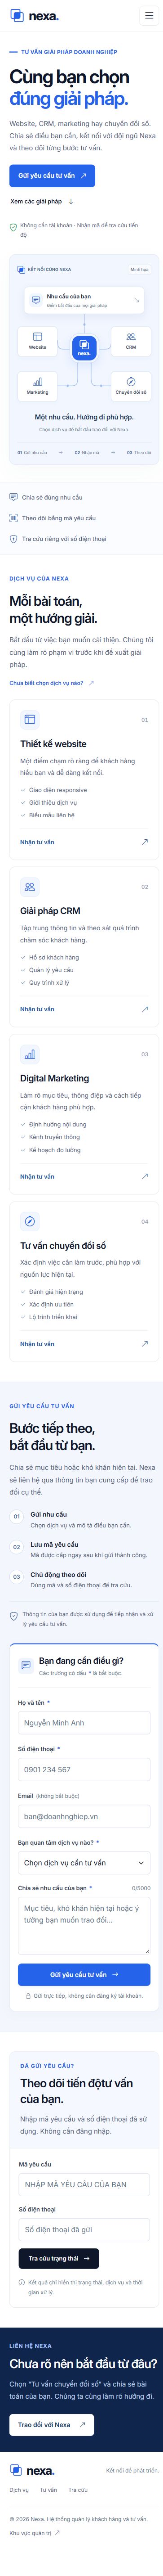 nexa.
TƯ VẤN GIẢI PHÁP DOANH NGHIỆP
Cùng bạn chọn
đúng giải pháp.
Website, CRM, marketing hay chuyển đổi số.
Chia sẻ điều bạn cần, kết nối với đội ngũ Nexa
và theo dõi từng bước tư vấn.
Gửi yêu cầu tư vấn ↗
Xem các giải pháp ↓
Không cần tài khoản · Nhận mã để tra cứu tiến
độ
KẾT NỐI CÙNG NEXA
Minh họa
Nhu cầu của bạn
Điểm bắt đầu của mọi giải pháp
Website
CRM
nexa.
Marketing
Chuyển đổi số
Một nhu cầu. Hướng đi phù hợp.
Chọn dịch vụ để bắt đầu trao đổi với Nexa.
01 Gửi nhu cầu → 02 Nhận mã → 03 Theo dõi
Chia sẻ đúng nhu cầu
Theo dõi bằng mã yêu cầu
Tra cứu riêng với số điện thoại
DỊCH VỤ CỦA NEXA
Mỗi bài toán,
một hướng giải.
Bắt đầu từ việc bạn muốn cải thiện. Chúng tôi
cùng làm rõ phạm vi trước khi đề xuất giải
pháp.
Chưa biết chọn dịch vụ nào? ↗
01
Thiết kế website
Một điểm chạm rõ ràng để khách hàng
hiểu bạn và dễ dàng kết nối.
Giao diện responsive
Giới thiệu dịch vụ
Biểu mẫu liên hệ
Nhận tư vấn ↗
02
Giải pháp CRM
Tập trung thông tin và theo sát quá trình
chăm sóc khách hàng.
Hồ sơ khách hàng
Quản lý yêu cầu
Quy trình xử lý
Nhận tư vấn ↗
03
Digital Marketing
Làm rõ mục tiêu, thông điệp và cách tiếp
cận khách hàng phù hợp.
Định hướng nội dung
Kênh truyền thông
Kế hoạch đo lường
Nhận tư vấn ↗
04
Tư vấn chuyển đổi số
Xác định việc cần làm trước, phù hợp với
nguồn lực hiện tại.
Đánh giá hiện trạng
Xác định ưu tiên
Lộ trình triển khai
Nhận tư vấn ↗
GỬI YÊU CẦU TƯ VẤN
Bước tiếp theo,
bắt đầu từ bạn.
Chia sẻ mục tiêu hoặc khó khăn hiện tại. Nexa
sẽ liên hệ qua thông tin bạn cung cấp để trao
đổi cụ thể.
01 Gửi nhu cầu
Chọn dịch vụ và mô tả điều bạn cần.
02 Lưu mã yêu cầu
Mã được cấp ngay sau khi gửi thành công.
03 Chủ động theo dõi
Dùng mã và số điện thoại để tra cứu.
Thông tin của bạn được sử dụng để tiếp nhận và xử
lý yêu cầu tư vấn.
Bạn đang cần điều gì?
Các trường có dấu * là bắt buộc.
Họ và tên *
Nguyễn Minh Anh
Số điện thoại *
0901 234 567
Email (không bắt buộc)
ban@doanhnghiep.vn
Bạn quan tâm dịch vụ nào? *
Chọn dịch vụ cần tư vấn
Chia sẻ nhu cầu của bạn * 0/5000
Mục tiêu, khó khăn hiện tại hoặc ý
tưởng bạn muốn trao đổi...
Gửi yêu cầu tư vấn →
Gửi trực tiếp, không cần đăng ký tài khoản.
ĐÃ GỬI YÊU CẦU?
Theo dõi tiến độtư vấn
của bạn.
Nhập mã yêu cầu và số điện thoại đã sử
dụng. Không cần đăng nhập.
Mã yêu cầu
NHẬP MÃ YÊU CẦU CỦA BẠN
Số điện thoại
Số điện thoại đã gửi
Tra cứu trạng thái →
Kết quả chỉ hiển thị trạng thái, dịch vụ và thời
gian xử lý.
LIÊN HỆ NEXA
Chưa rõ nên bắt đầu từ đâu?
Chọn “Tư vấn chuyển đổi số” và chia sẻ bài
toán của bạn. Chúng ta cùng làm rõ hướng đi.
Trao đổi với Nexa ↗
nexa.
Kết nối để phát triển.
Dịch vụ Tư vấn Tra cứu
© 2026 Nexa. Hệ thống quản lý khách hàng và tư vấn.
Khu vực quản trị ↗